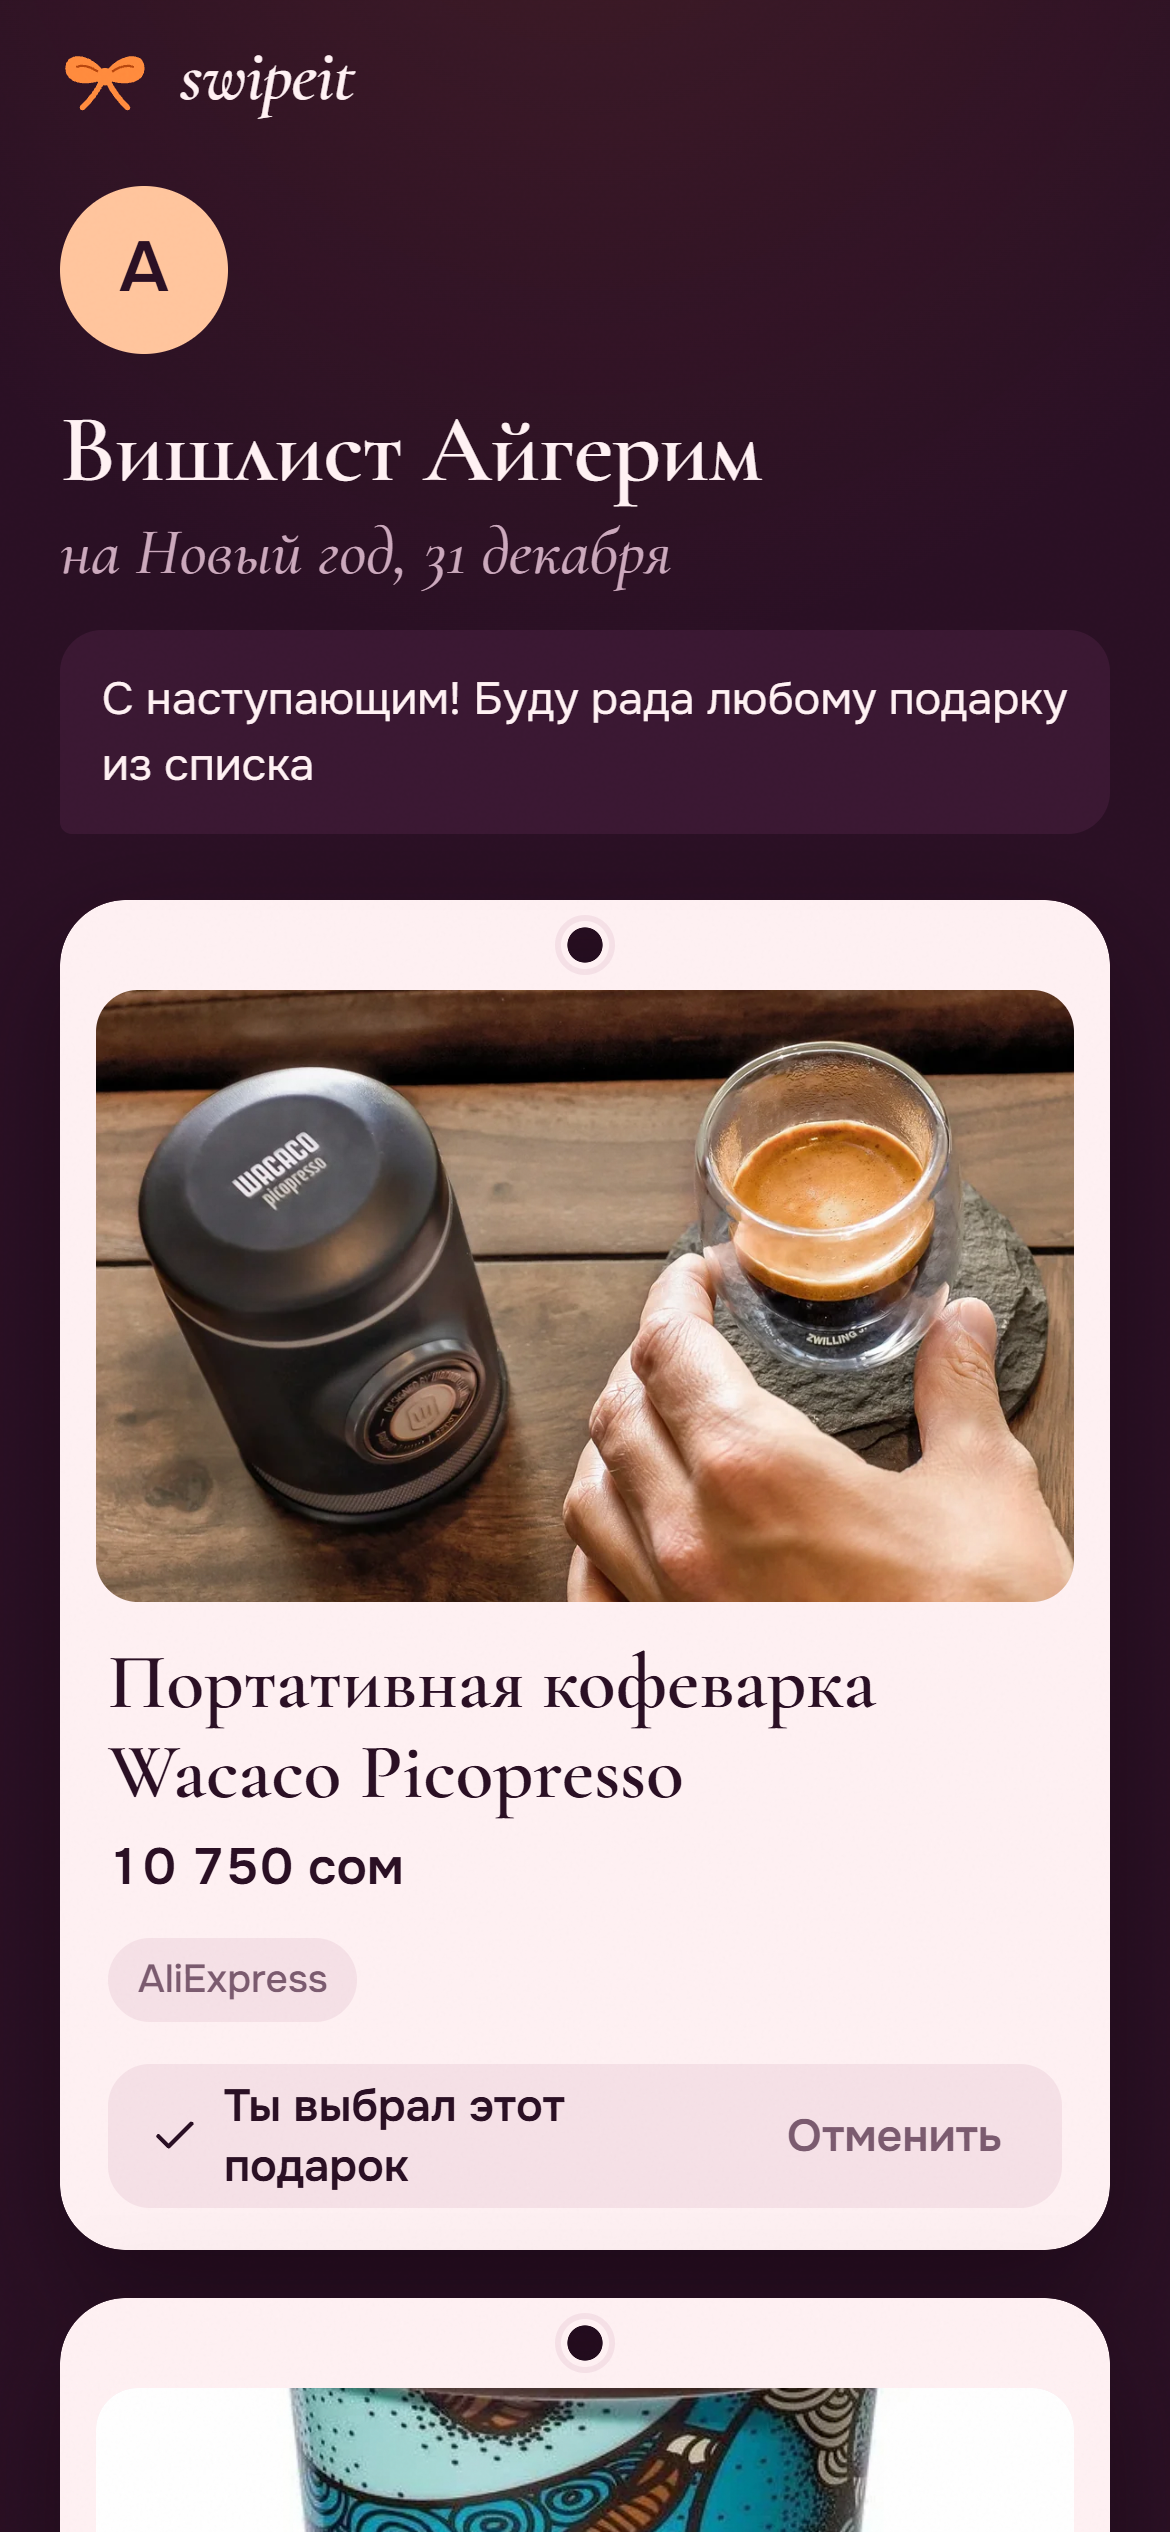 swipeit
А
Вишлист Айгерим
на Новый год, 31 декабря
С наступающим! Буду рада любому подарку
из списка
WACACO
picopresso
ZWILLING
Портативная кофеварка
Wacaco Picopresso
10 750 сом
AliExpress
Ты выбрал этот
подарок
Отменить